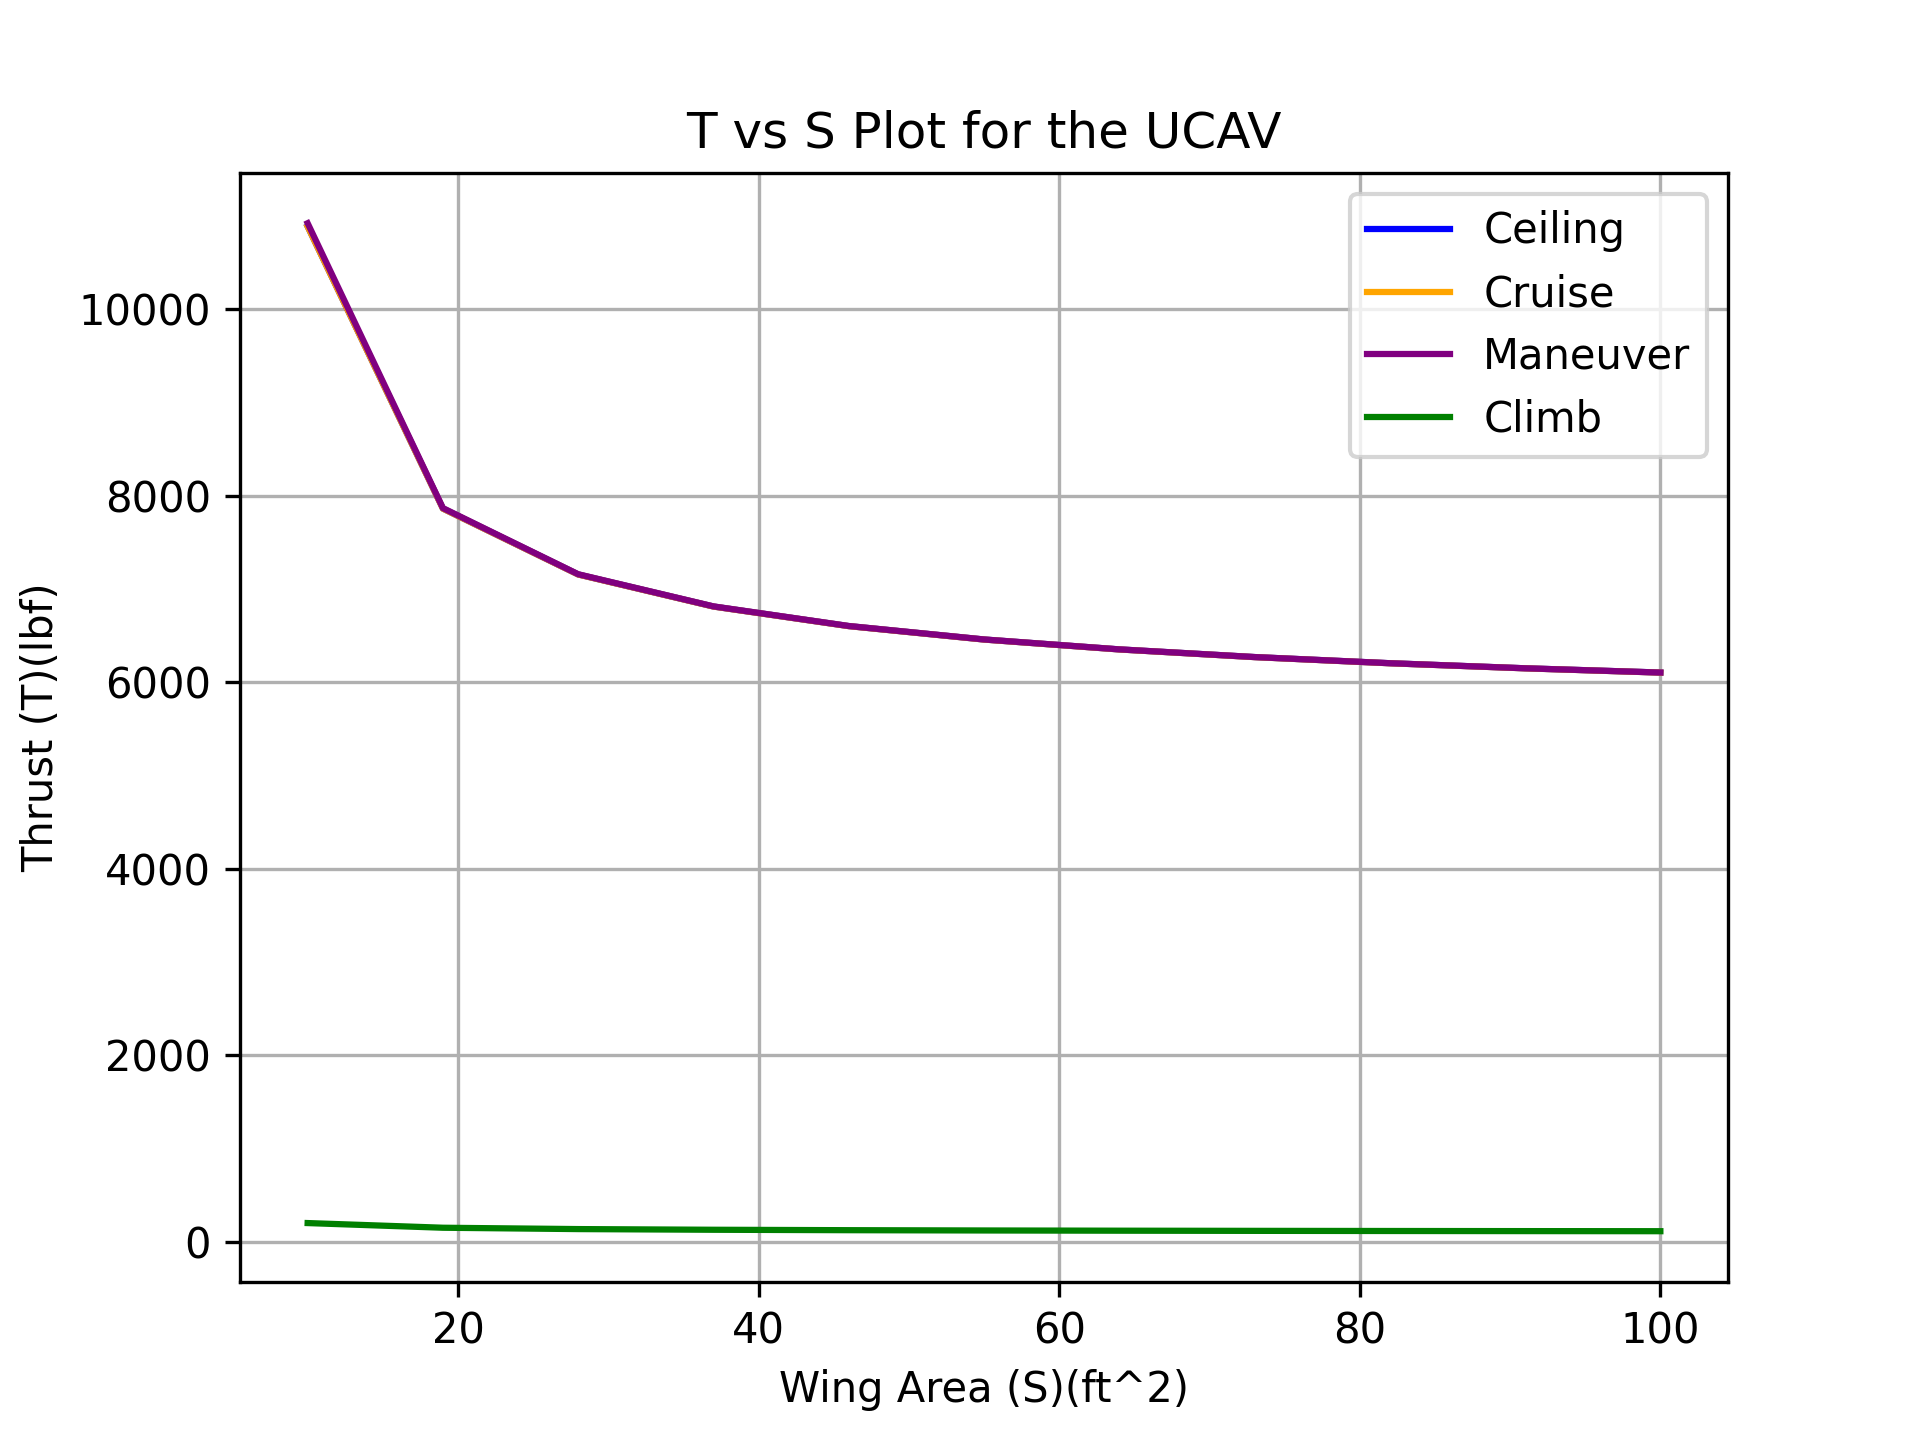 T vs S Plot for the UCAV
Ceiling
Cruise
Maneuver
Climb
10000
8000
6000
4000
2000
0
Thrust (T)(lbf)
20 40 60 80 100
Wing Area (S)(ft^2)